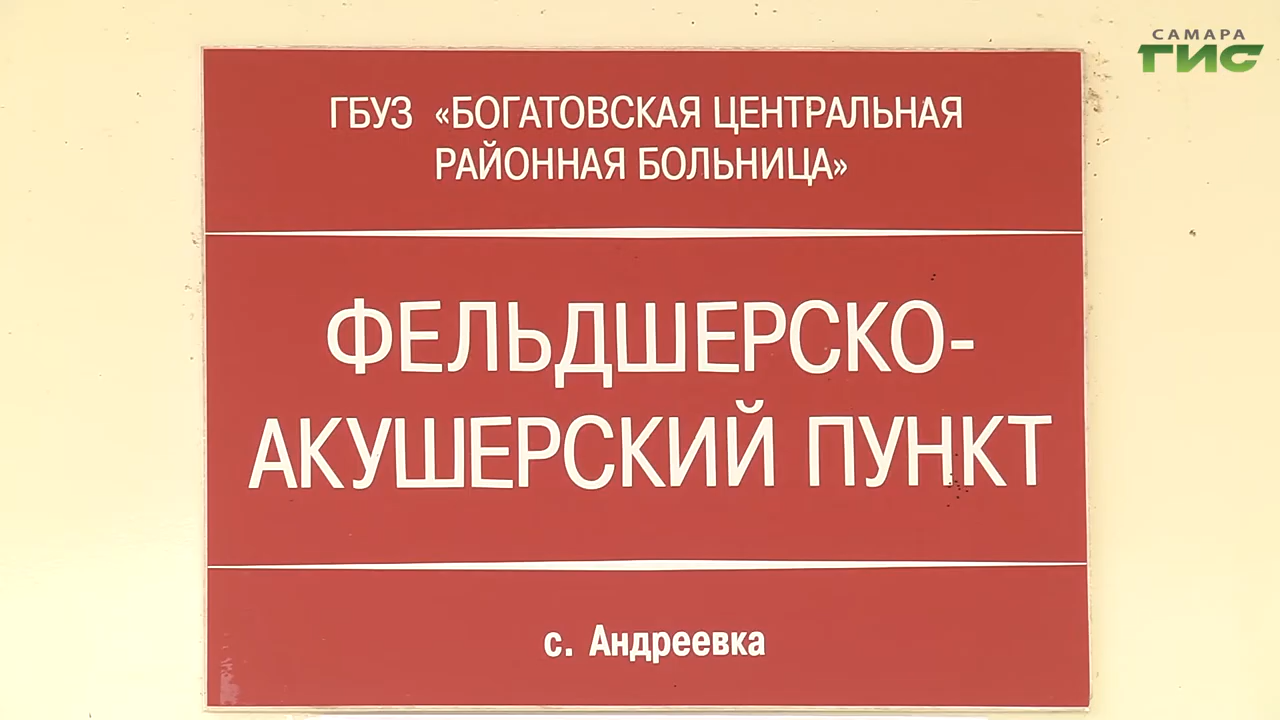 САМАРА
ГИС
ГБУЗ «БОГАТОВСКАЯ ЦЕНТРАЛЬНАЯ
РАЙОННАЯ БОЛЬНИЦА»
ФЕЛЬДШЕРСКО-
АКУШЕРСКИЙ ПУНКТ
с. Андреевка